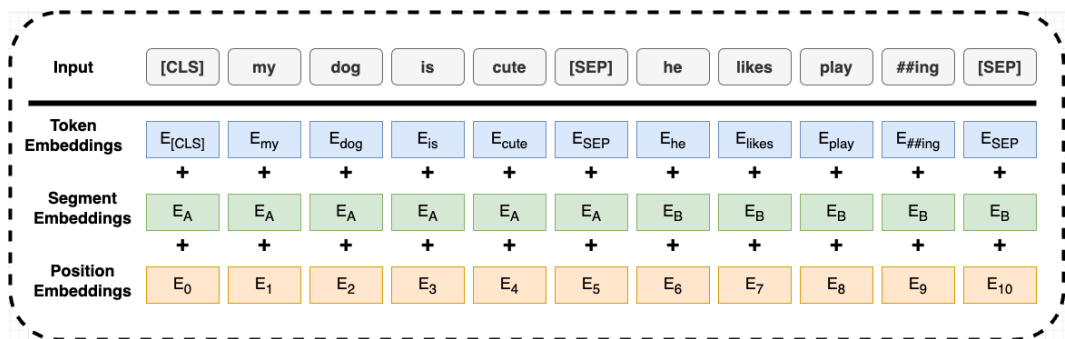 Input [CLS] my dog is cute [SEP] he likes play ##ing [SEP]
Token Embeddings E[CLS] Emy Edog Eis Ecute ESEP Ehe Elikes Eplay E##ing ESEP
+ + + + + + + + + + +
Segment Embeddings EA EA EA EA EA EA EB EB EB EB EB
+ + + + + + + + + + +
Position Embeddings E0 E1 E2 E3 E4 E5 E6 E7 E8 E9 E10